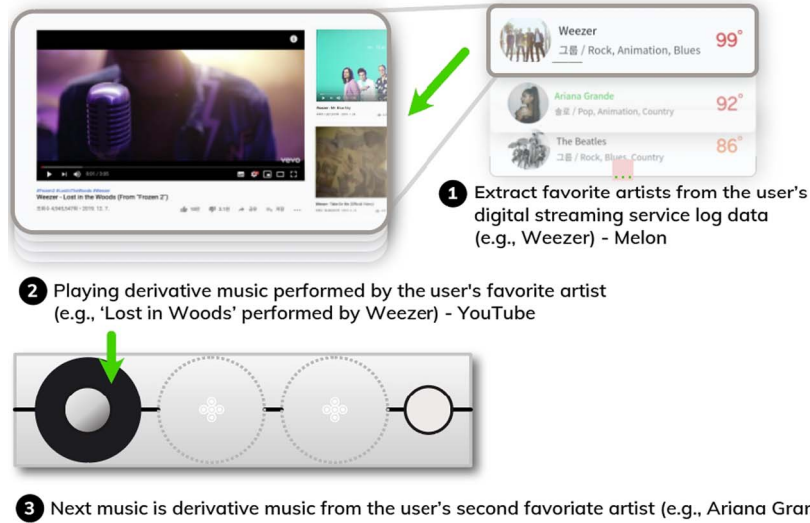 Weezer
그룹 / Rock, Animation, Blues
99°
Ariana Grande
솔로 / Pop, Animation, Country
92°
The Beatles
그룹 / Rock, Blues, Country
86°
vevo
Weezer - Lost in the Woods (From "Frozen 2")
1 Extract favorite artists from the user's
digital streaming service log data
(e.g., Weezer) - Melon
2 Playing derivative music performed by the user's favorite artist
(e.g., ‘Lost in Woods’ performed by Weezer) - YouTube
3 Next music is derivative music from the user's second favoriate artist (e.g., Ariana Gra